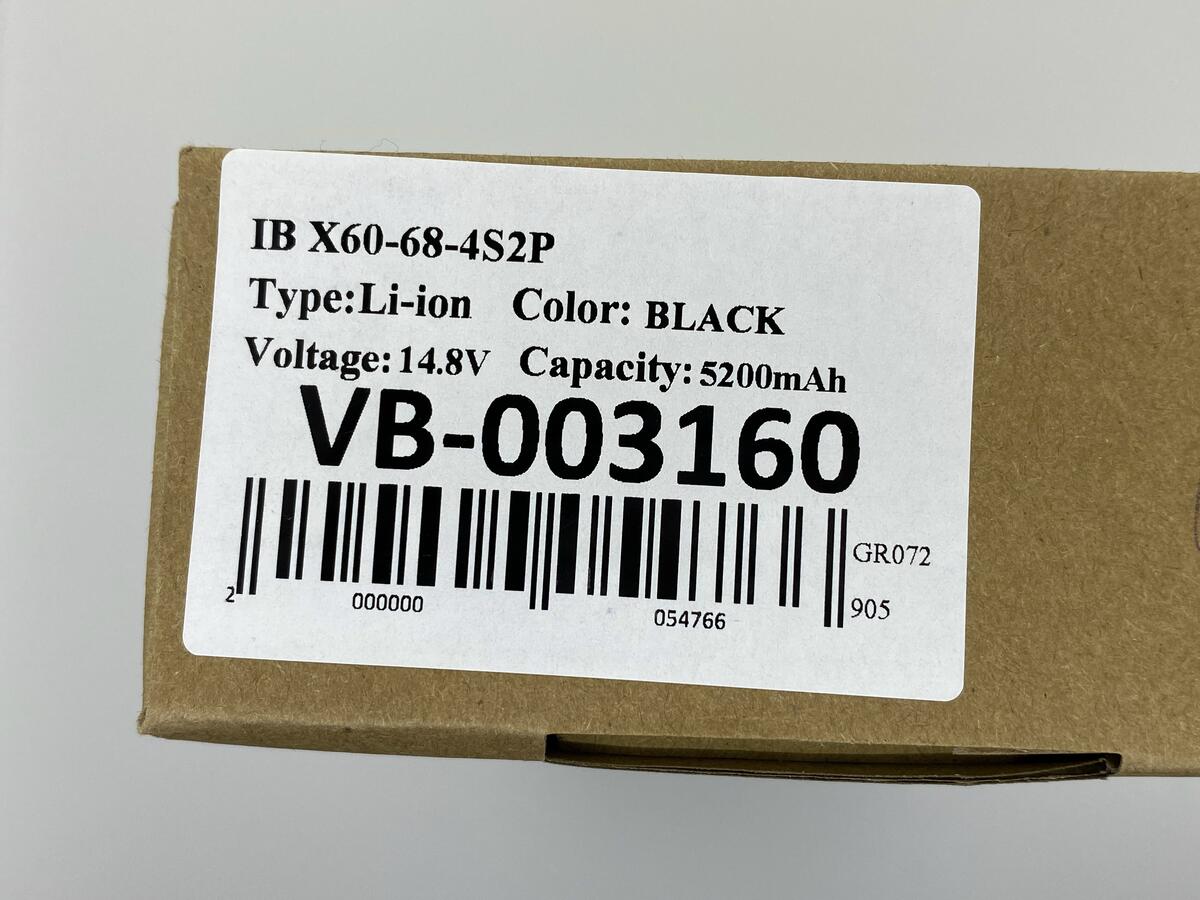 IB X60-68-4S2P
Type:Li-ion Color: BLACK
Voltage: 14.8V Capacity: 5200mAh
VB-003160
GR072
2 000000 054766 905